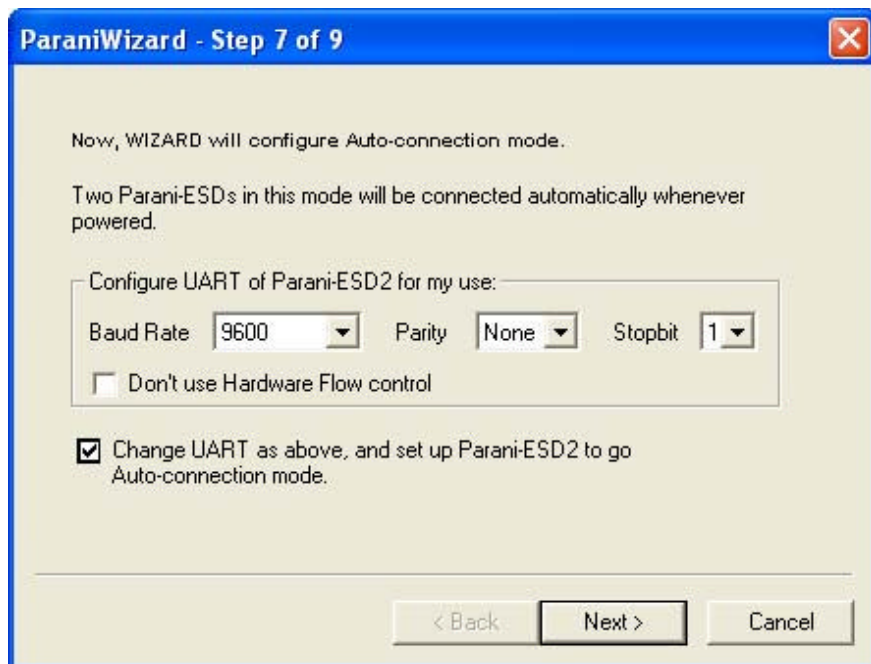 ParaniWizard - Step 7 of 9
Now, WIZARD will configure Auto-connection mode.
Two Parani-ESDs in this mode will be connected automatically whenever
powered.
Configure UART of Parani-ESD2 for my use:
Baud Rate 9600 Parity None Stopbit 1
Don't use Hardware Flow control
Change UART as above, and set up Parani-ESD2 to go
Auto-connection mode.
< Back Next > Cancel